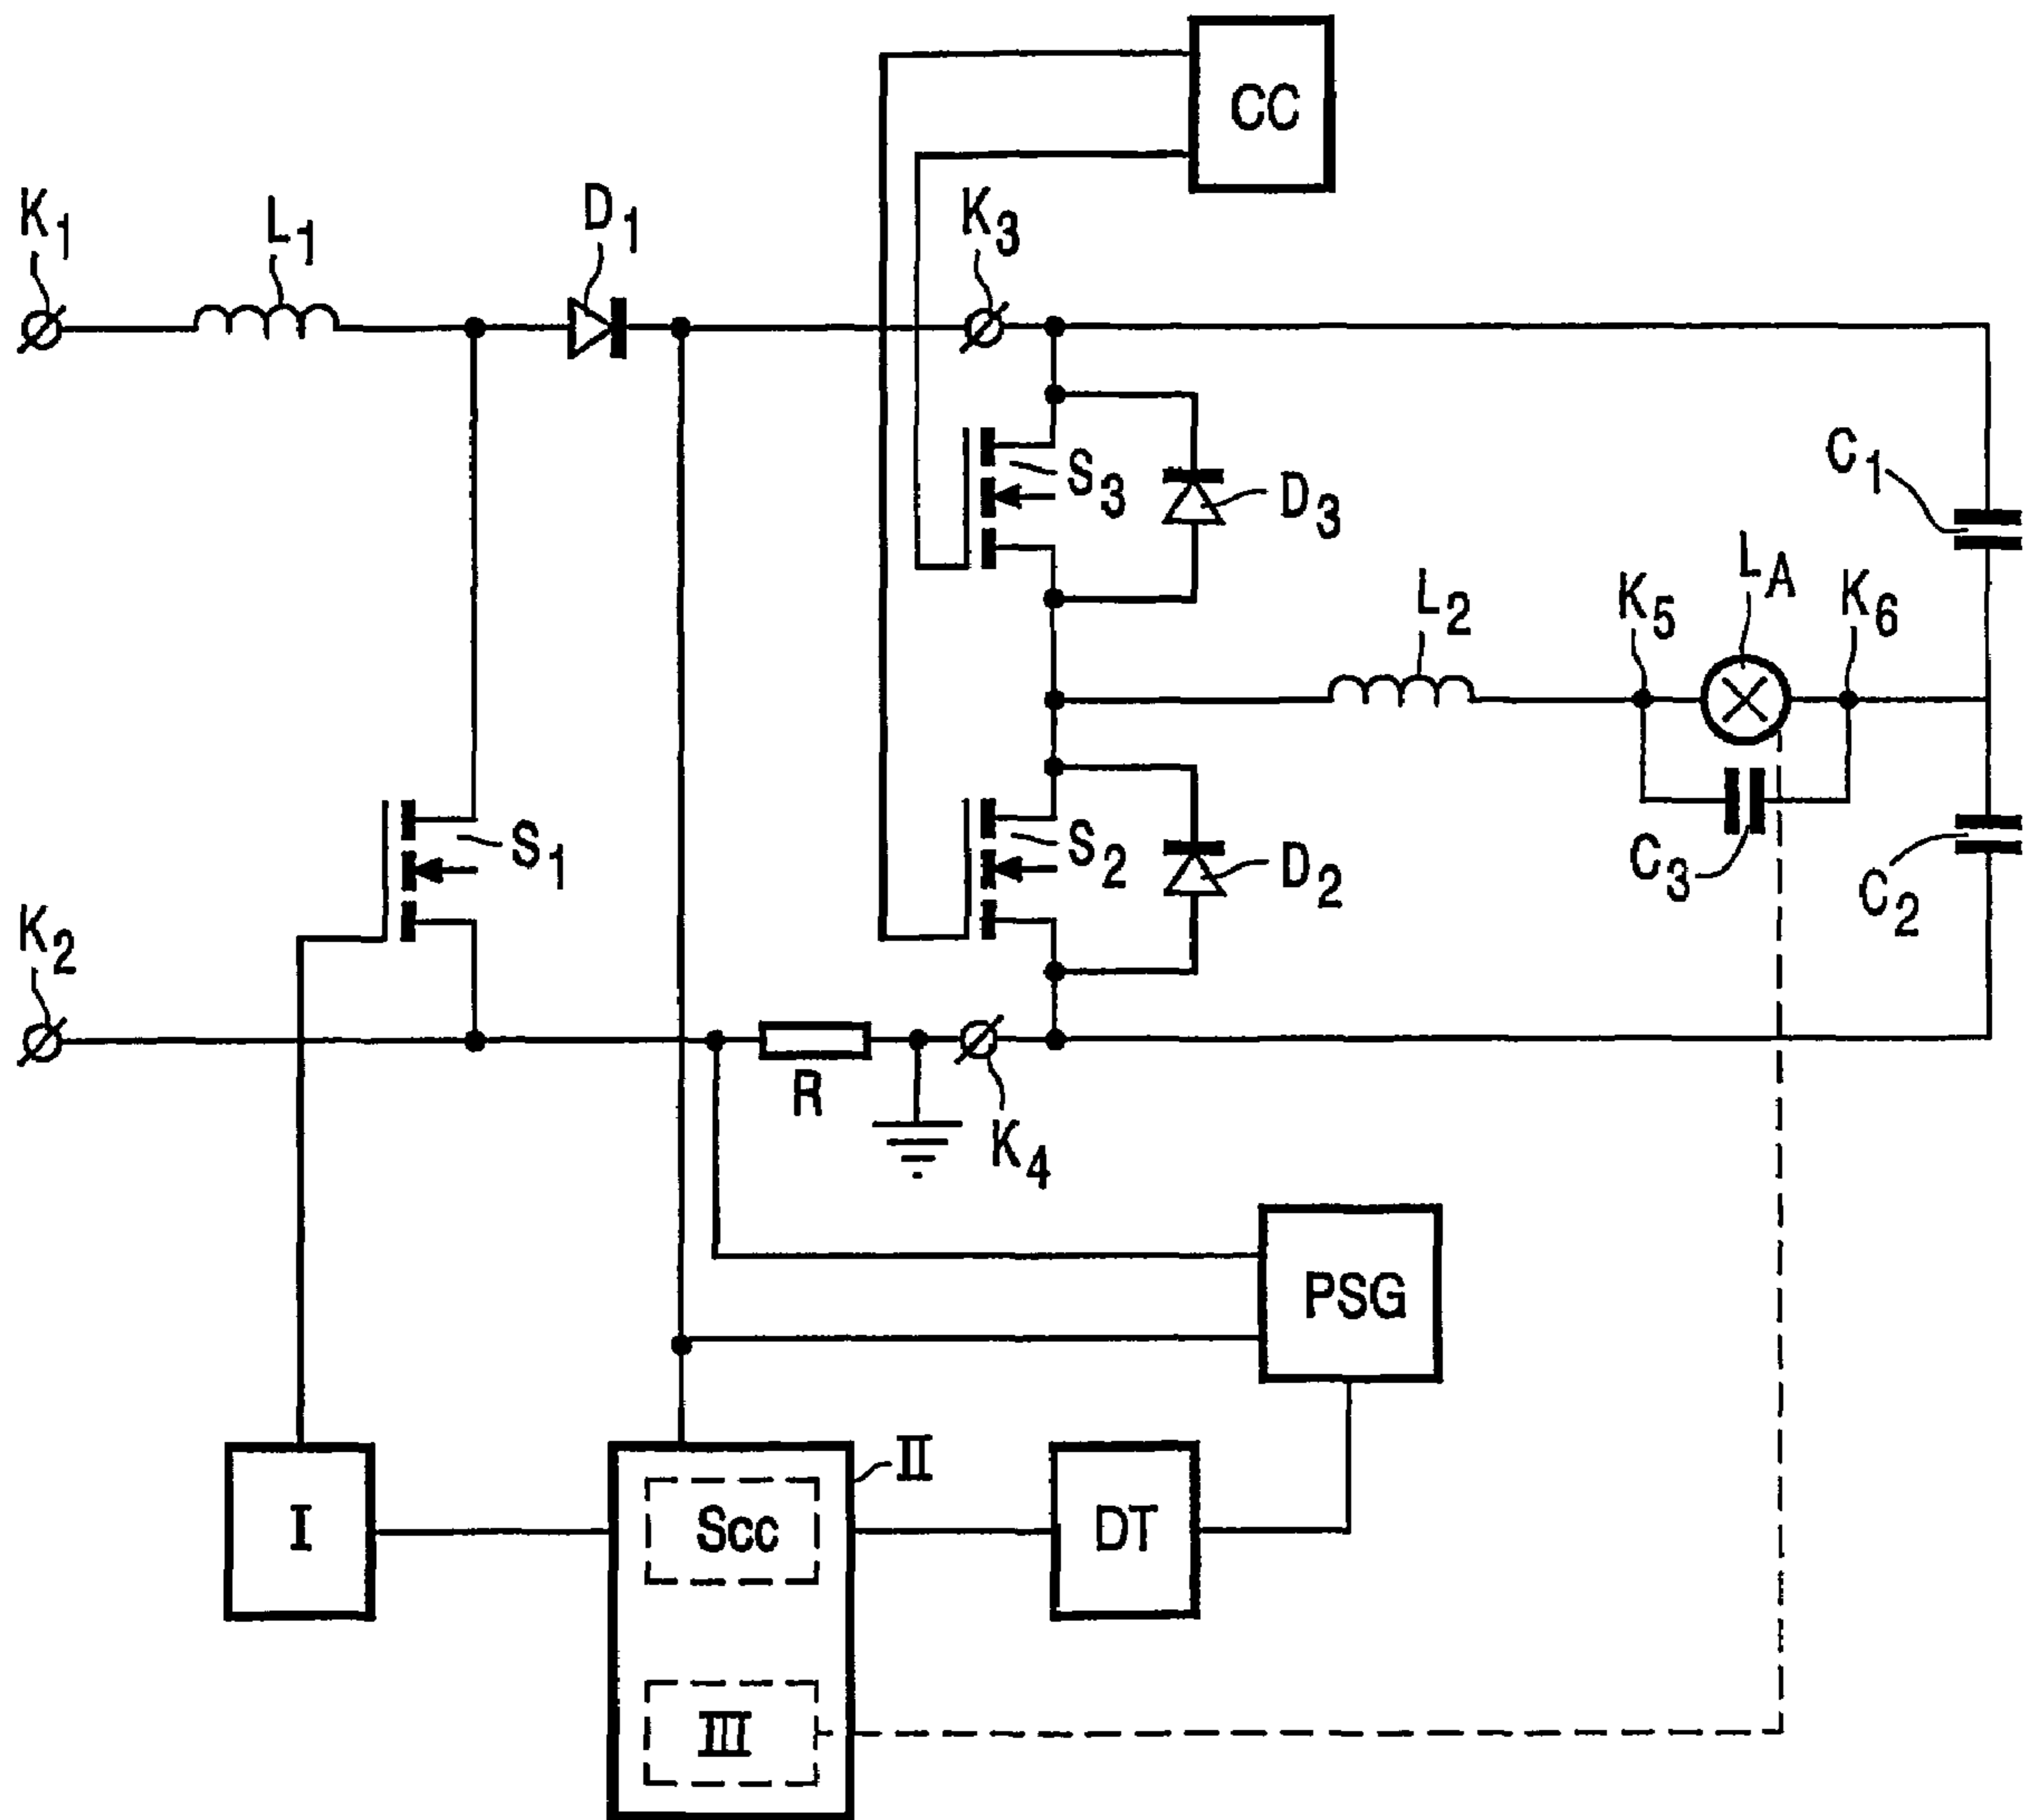 CC
K1
L1
D1
K3
S3
D3
C1
LA
K5
K6
L2
S1
S2
D2
C3
C2
K2
R
K4
PSG
II
I
Scc
DT
III